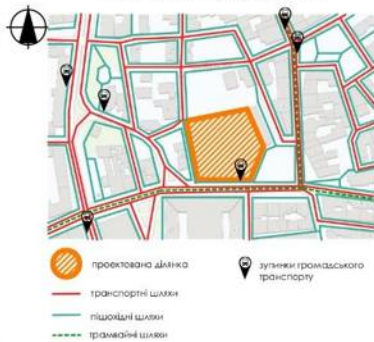 проектована ділянка
зупинки громадського
транспорту
транспортні шляхи
пішохідні шляхи
трамвайні шляхи